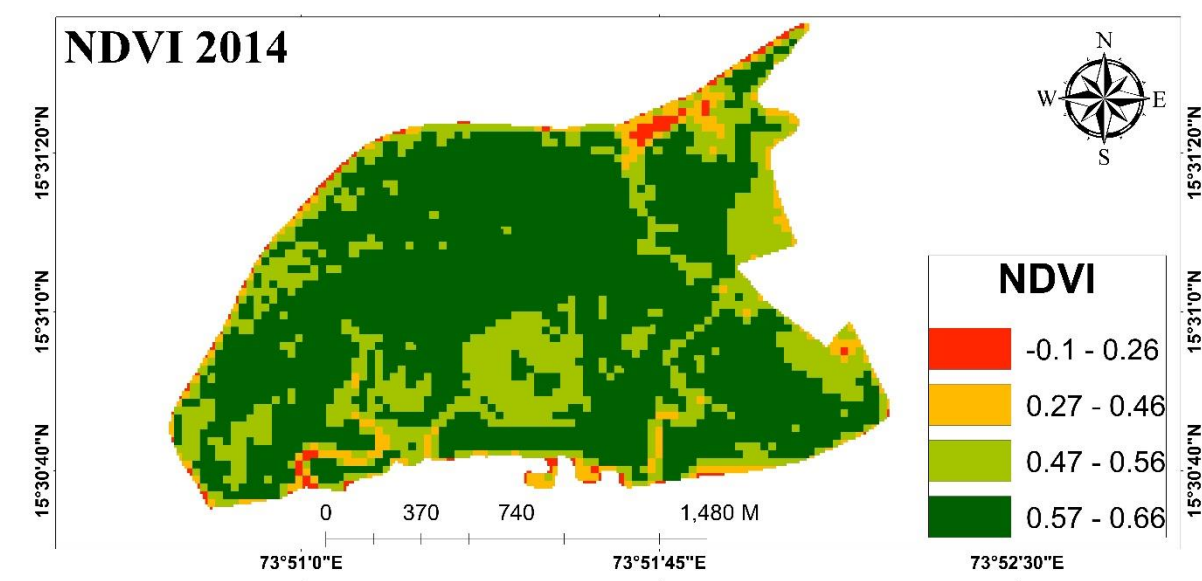 NDVI 2014
N
W E
S
15°31'20"N
15°31'0"N
15°30'40"N
15°31'20"N
15°31'0"N
15°30'40"N
NDVI
-0.1 - 0.26
0.27 - 0.46
0.47 - 0.56
0.57 - 0.66
0 370 740 1,480 M
73°51'0"E 73°51'45"E 73°52'30"E